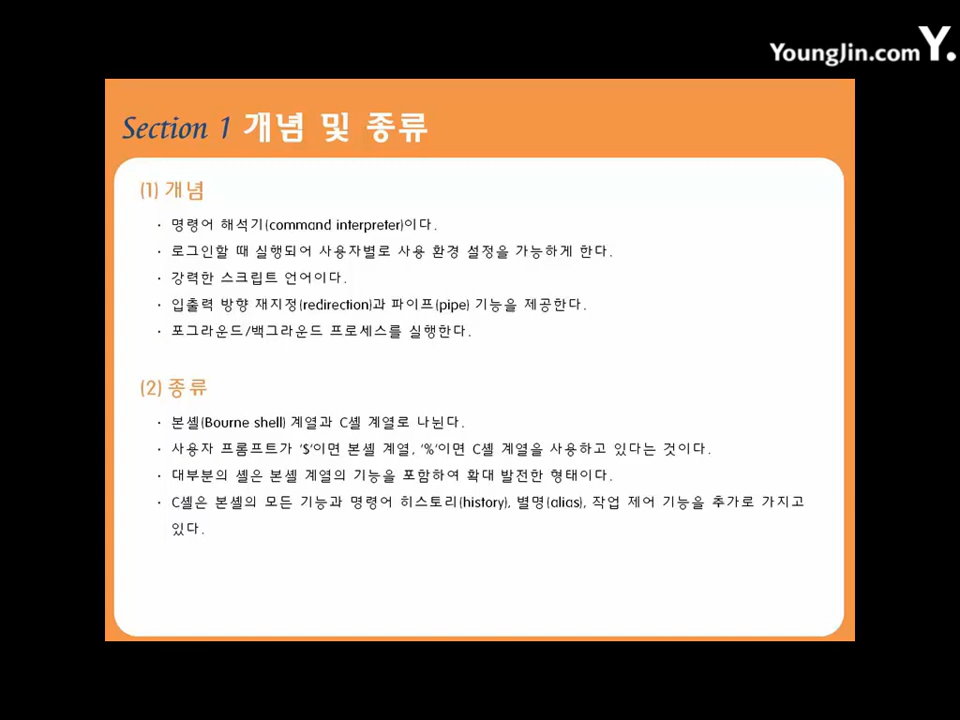 YoungJin.com Y.
Section 1 개념 및 종류
(1) 개념
· 명령어 해석기(command interpreter)이다.
· 로그인할 때 실행되어 사용자별로 사용 환경 설정을 가능하게 한다.
· 강력한 스크립트 언어이다.
· 입출력 방향 재지정(redirection)과 파이프(pipe) 기능을 제공한다.
· 포그라운드/백그라운드 프로세스를 실행한다.
(2) 종류
· 본셸(Bourne shell) 계열과 C셸 계열로 나뉜다.
· 사용자 프롬프트가 '$'이면 본셸 계열, '%'이면 C셸 계열을 사용하고 있다는 것이다.
· 대부분의 셸은 본셸 계열의 기능을 포함하여 확대 발전한 형태이다.
· C셸은 본셸의 모든 기능과 명령어 히스토리(history), 별명(alias), 작업 제어 기능을 추가로 가지고
있다.